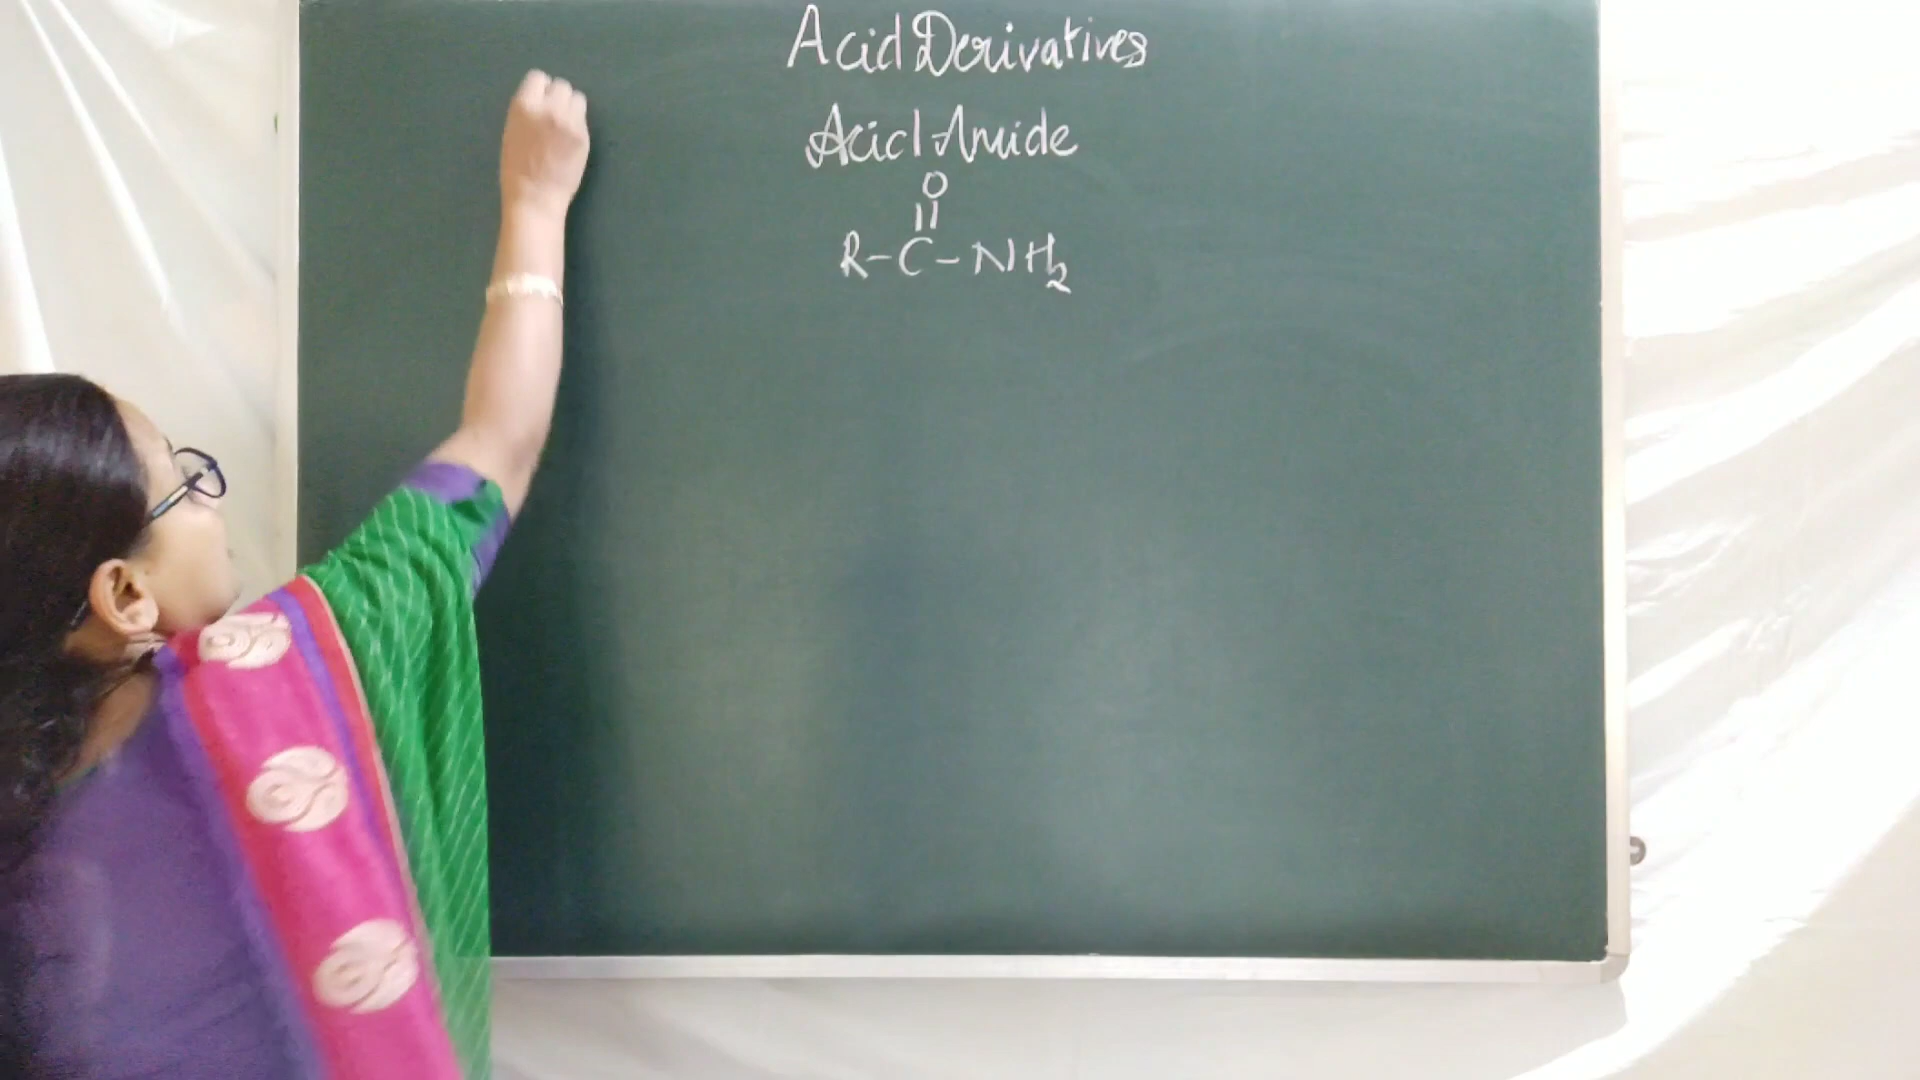 Acid Derivatives
Acid Amide
O
||
R-C-NH2